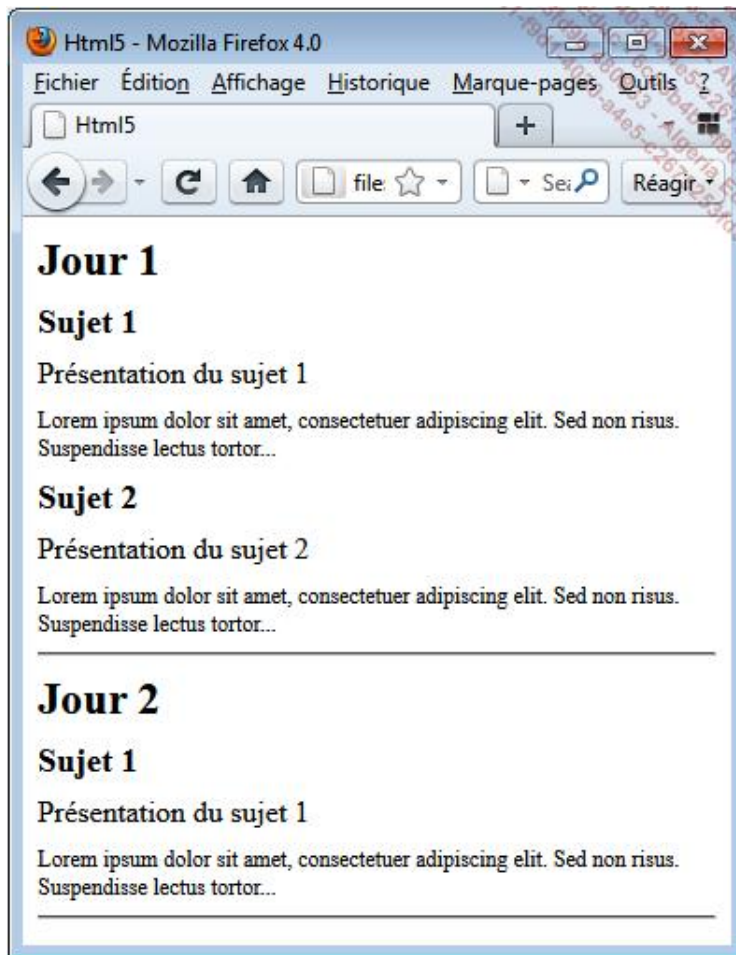 Html5 - Mozilla Firefox 4.0
Fichier Édition Affichage Historique Marque-pages Outils ?
Html5
file: Sea Réagir
Jour 1
Sujet 1
Présentation du sujet 1
Lorem ipsum dolor sit amet, consectetuer adipiscing elit. Sed non risus.
Suspendisse lectus tortor...
Sujet 2
Présentation du sujet 2
Lorem ipsum dolor sit amet, consectetuer adipiscing elit. Sed non risus.
Suspendisse lectus tortor...
Jour 2
Sujet 1
Présentation du sujet 1
Lorem ipsum dolor sit amet, consectetuer adipiscing elit. Sed non risus.
Suspendisse lectus tortor...